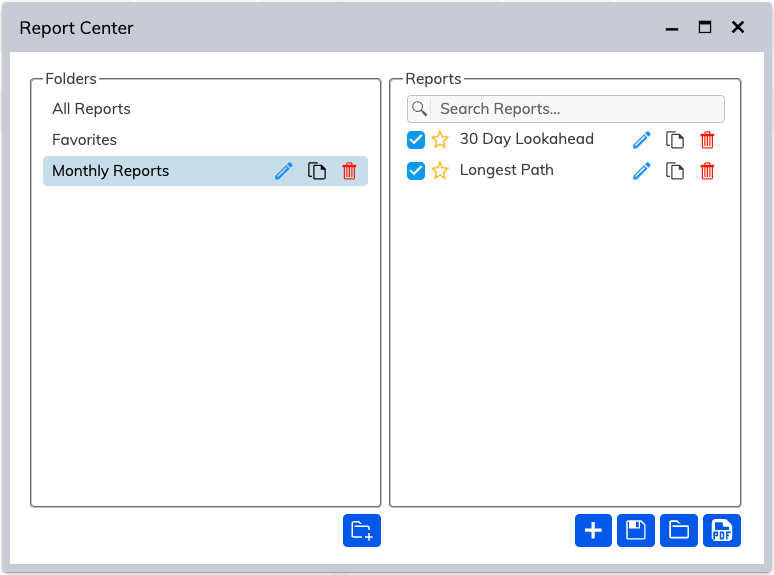 Report Center
Folders
All Reports
Favorites
Monthly Reports
Reports
Search Reports...
30 Day Lookahead
Longest Path
PDF